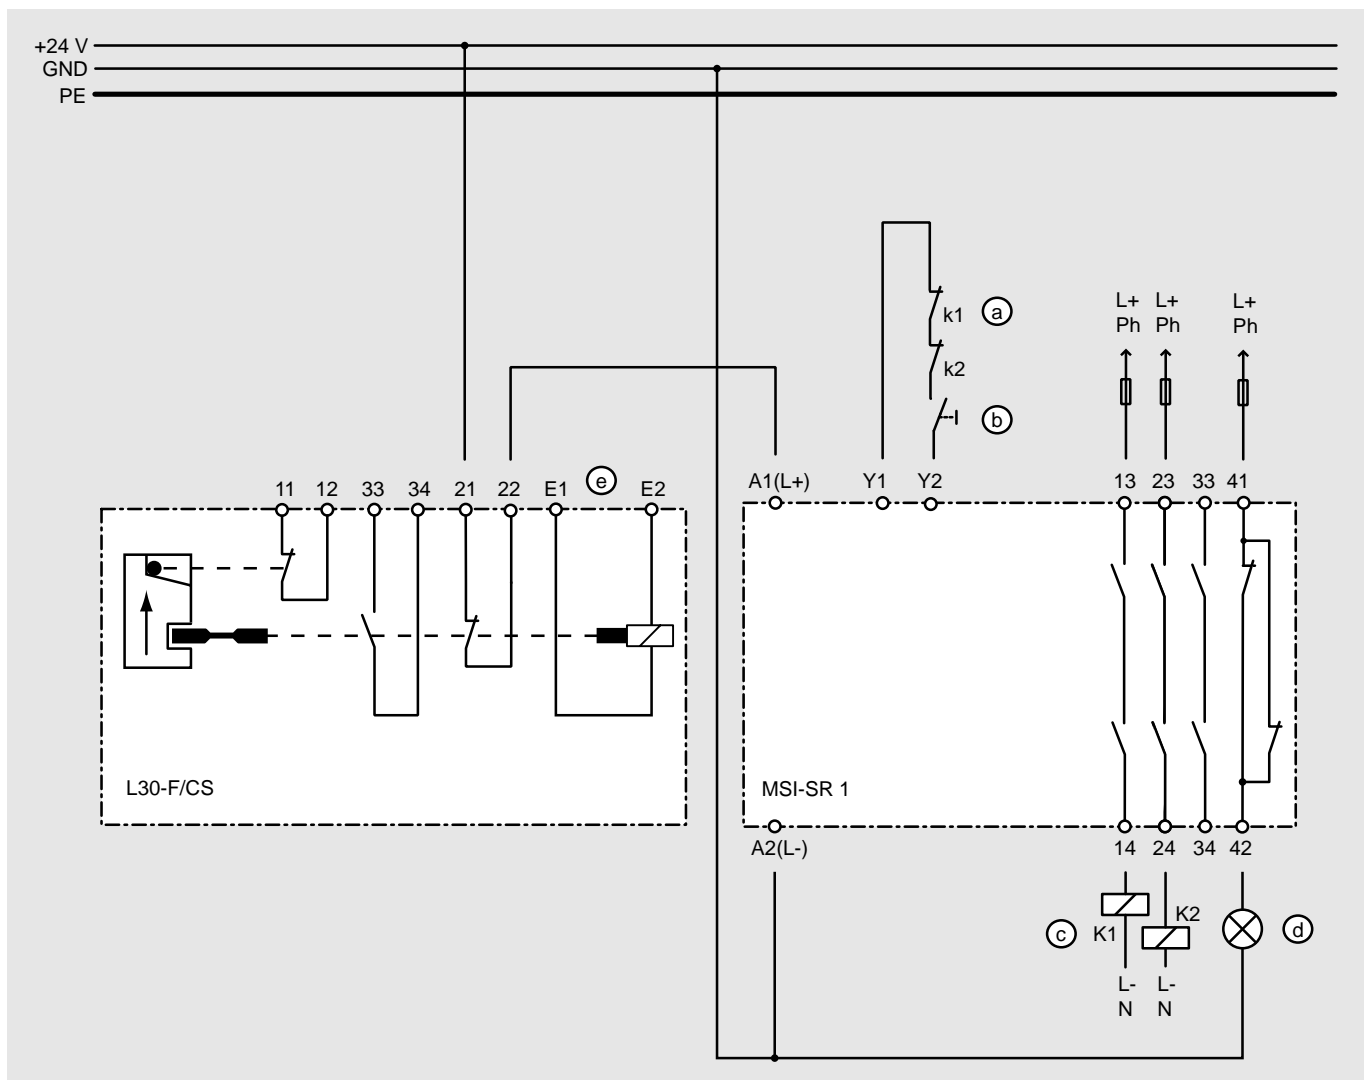 +24 V
GND
PE
k1 a
k2
b
L+ L+ L+
Ph Ph Ph
11 12 33 34 21 22 E1 e E2
A1(L+) Y1 Y2 13 23 33 41
L30-F/CS
MSI-SR 1
A2(L-) 14 24 34 42
c K1 K2 d
L- L-
N N